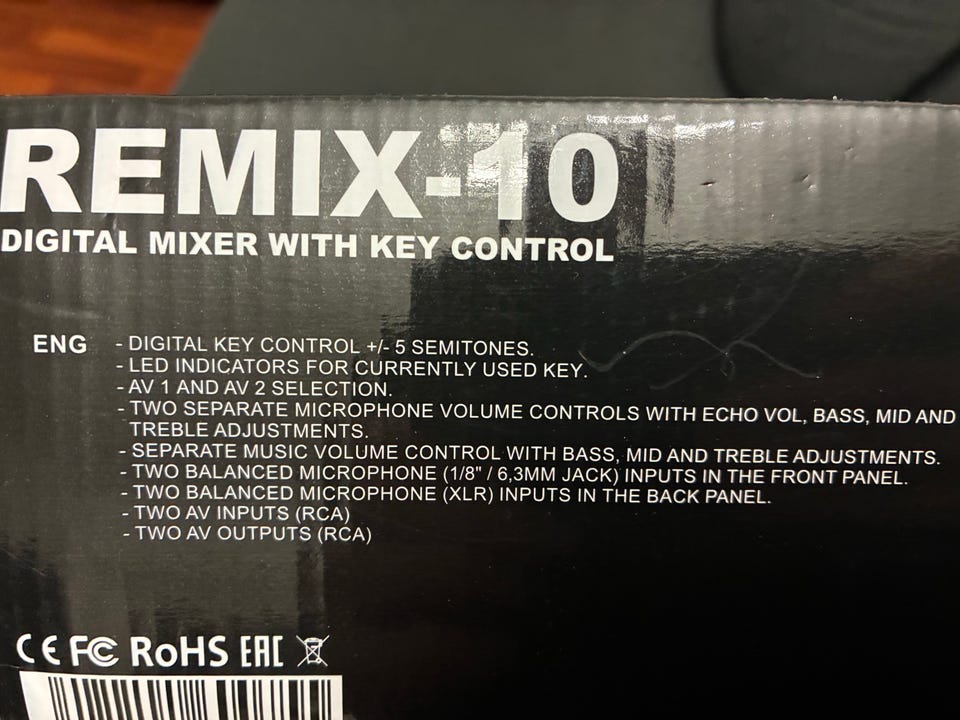 REMIX-10
DIGITAL MIXER WITH KEY CONTROL
ENG
- DIGITAL KEY CONTROL +/- 5 SEMITONES.
- LED INDICATORS FOR CURRENTLY USED KEY.
- AV 1 AND AV 2 SELECTION.
- TWO SEPARATE MICROPHONE VOLUME CONTROLS WITH ECHO VOL, BASS, MID AND
TREBLE ADJUSTMENTS.
- SEPARATE MUSIC VOLUME CONTROL WITH BASS, MID AND TREBLE ADJUSTMENTS.
- TWO BALANCED MICROPHONE (1/8" / 6,3MM JACK) INPUTS IN THE FRONT PANEL.
- TWO BALANCED MICROPHONE (XLR) INPUTS IN THE BACK PANEL.
- TWO AV INPUTS (RCA)
- TWO AV OUTPUTS (RCA)
CE FC RoHS EAC